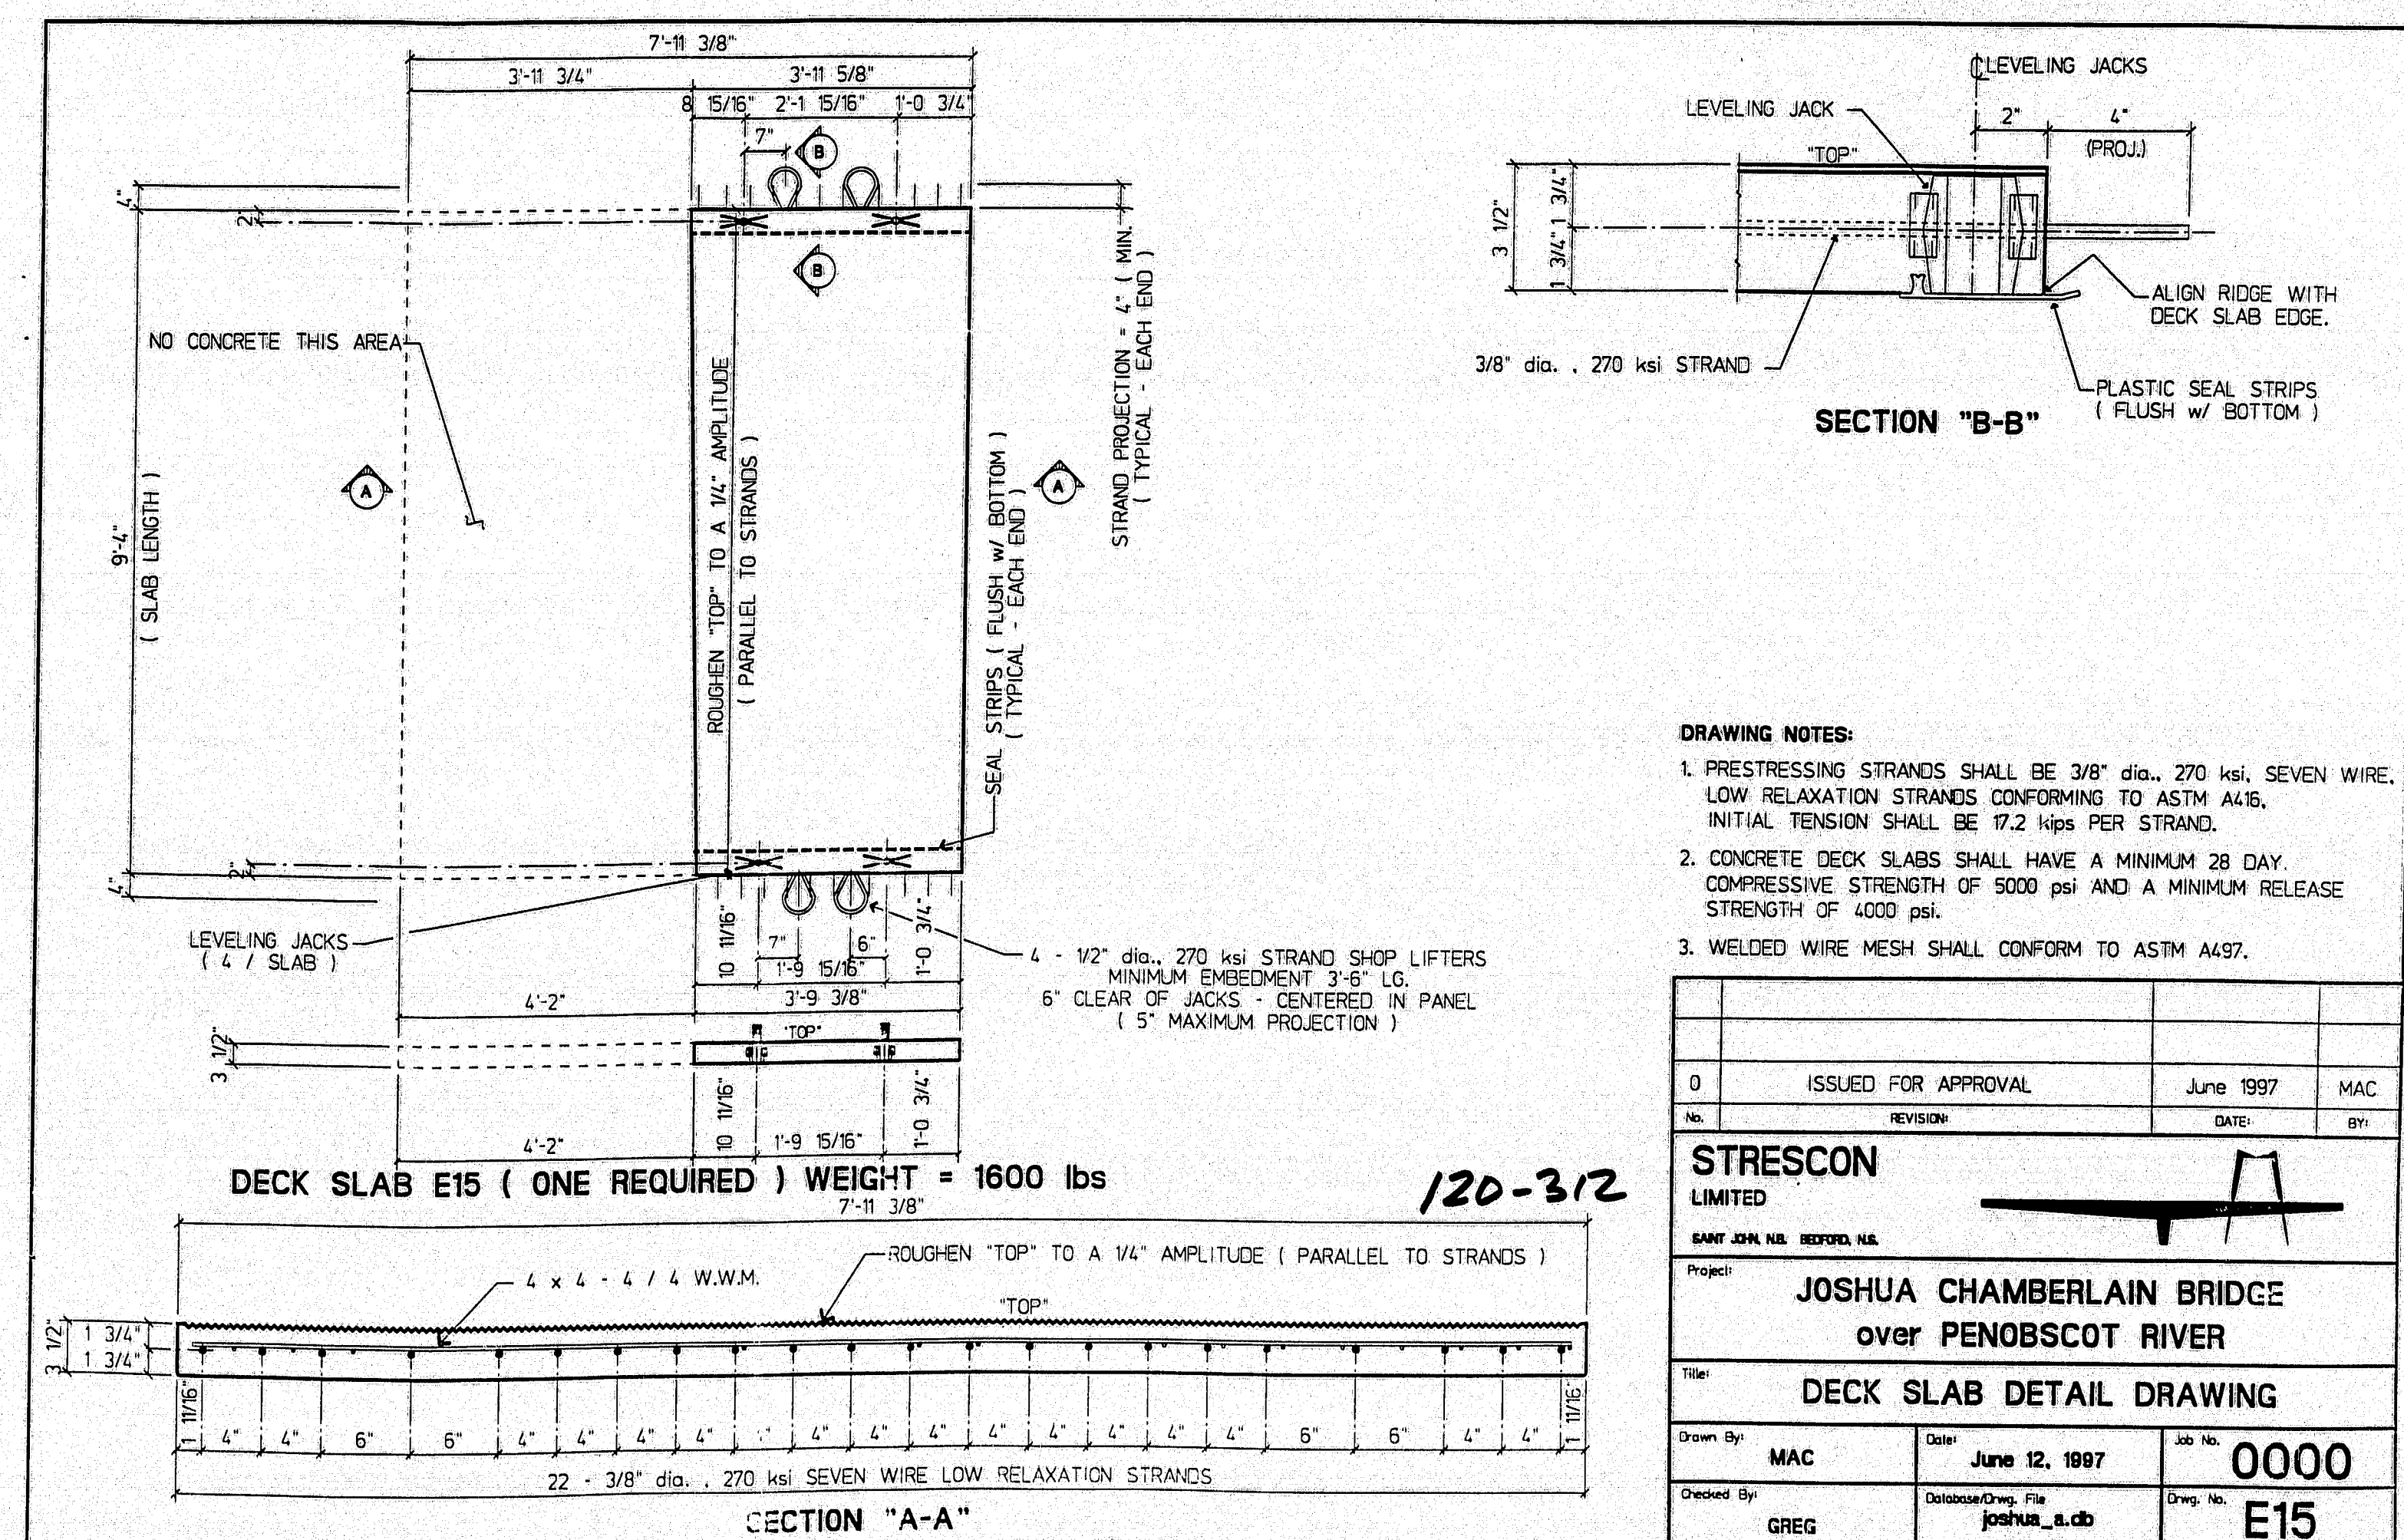 7'-11 3/8"
3'-11 3/4"
3'-11 5/8"
8 15/16"
2'-1 15/16"
1'-0 3/4"
7"
B
4"
2"
B
NO CONCRETE THIS AREA
A
A
9'-4"
( SLAB LENGTH )
ROUGHEN "TOP" TO A 1/4" AMPLITUDE
( PARALLEL TO STRANDS )
SEAL STRIPS ( FLUSH w/ BOTTOM )
( TYPICAL - EACH END )
STRAND PROJECTION = 4" ( MIN. )
( TYPICAL - EACH END )
2"
4"
LEVELING JACKS
( 4 / SLAB )
10 11/16"
7"
6"
1'-9 15/16"
1'-0 3/4"
4'-2"
3'-9 3/8"
4 - 1/2" dia., 270 ksi STRAND SHOP LIFTERS
MINIMUM EMBEDMENT 3'-6" LG.
6" CLEAR OF JACKS - CENTERED IN PANEL
( 5" MAXIMUM PROJECTION )
"TOP"
3 1/2"
10 11/16"
1'-9 15/16"
1'-0 3/4"
4'-2"
DECK SLAB E15 ( ONE REQUIRED ) WEIGHT = 1600 lbs
120-312
7'-11 3/8"
ROUGHEN "TOP" TO A 1/4" AMPLITUDE ( PARALLEL TO STRANDS )
4 x 4 - 4 / 4 W.W.M.
"TOP"
3 1/2"
1 3/4"
1 3/4"
1 11/16" 4" 4" 6" 6" 4" 4" 4" 4" 4" 4" 4" 4" 4" 4" 4" 4" 6" 6" 4" 4" 1 11/16"
22 - 3/8" dia. , 270 ksi SEVEN WIRE LOW RELAXATION STRANDS
SECTION "A-A"
℄ LEVELING JACKS
LEVELING JACK
2"
4"
(PROJ.)
"TOP"
3 1/2"
1 3/4"
1 3/4"
ALIGN RIDGE WITH
DECK SLAB EDGE.
3/8" dia. , 270 ksi STRAND
PLASTIC SEAL STRIPS
( FLUSH w/ BOTTOM )
SECTION "B-B"
DRAWING NOTES:
1. PRESTRESSING STRANDS SHALL BE 3/8" dia., 270 ksi, SEVEN WIRE,
LOW RELAXATION STRANDS CONFORMING TO ASTM A416.
INITIAL TENSION SHALL BE 17.2 kips PER STRAND.
2. CONCRETE DECK SLABS SHALL HAVE A MINIMUM 28 DAY.
COMPRESSIVE STRENGTH OF 5000 psi AND A MINIMUM RELEASE
STRENGTH OF 4000 psi.
3. WELDED WIRE MESH SHALL CONFORM TO ASTM A497.
0 ISSUED FOR APPROVAL June 1997 MAC
No. REVISION: DATE: BY:
STRESCON
LIMITED
SAINT JOHN, N.B. BEDFORD, N.S.
Project:
JOSHUA CHAMBERLAIN BRIDGE
over PENOBSCOT RIVER
Title:
DECK SLAB DETAIL DRAWING
Drawn By: MAC
Date: June 12, 1997
Job No. 0000
Checked By: GREG
Database/Drwg. File joshua_a.db
Drwg. No. E15